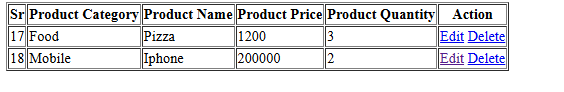 Sr Product Category Product Name Product Price Product Quantity Action
17 Food Pizza 1200 3 Edit Delete
18 Mobile Iphone 200000 2 Edit Delete